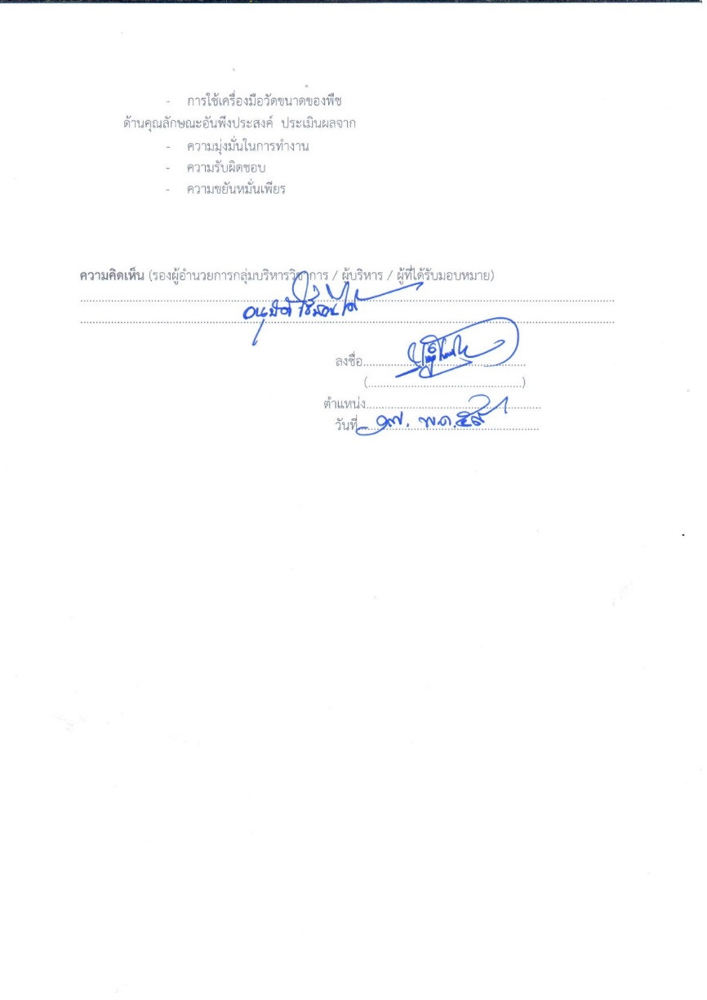 - การใช้เครื่องมือวัดขนาดของพืช
ด้านคุณลักษณะอันพึงประสงค์ ประเมินผลจาก
- ความมุ่งมั่นในการทำงาน
- ความรับผิดชอบ
- ความขยันหมั่นเพียร
ความคิดเห็น (รองผู้อำนวยการกลุ่มบริหารวิชาการ / ผู้บริหาร / ผู้ที่ได้รับมอบหมาย)
อนุมัติ ใช้สอนได้
ลงชื่อ
(............................................)
ตำแหน่ง
วันที่ ๑๗. พ.ค. ๕๙